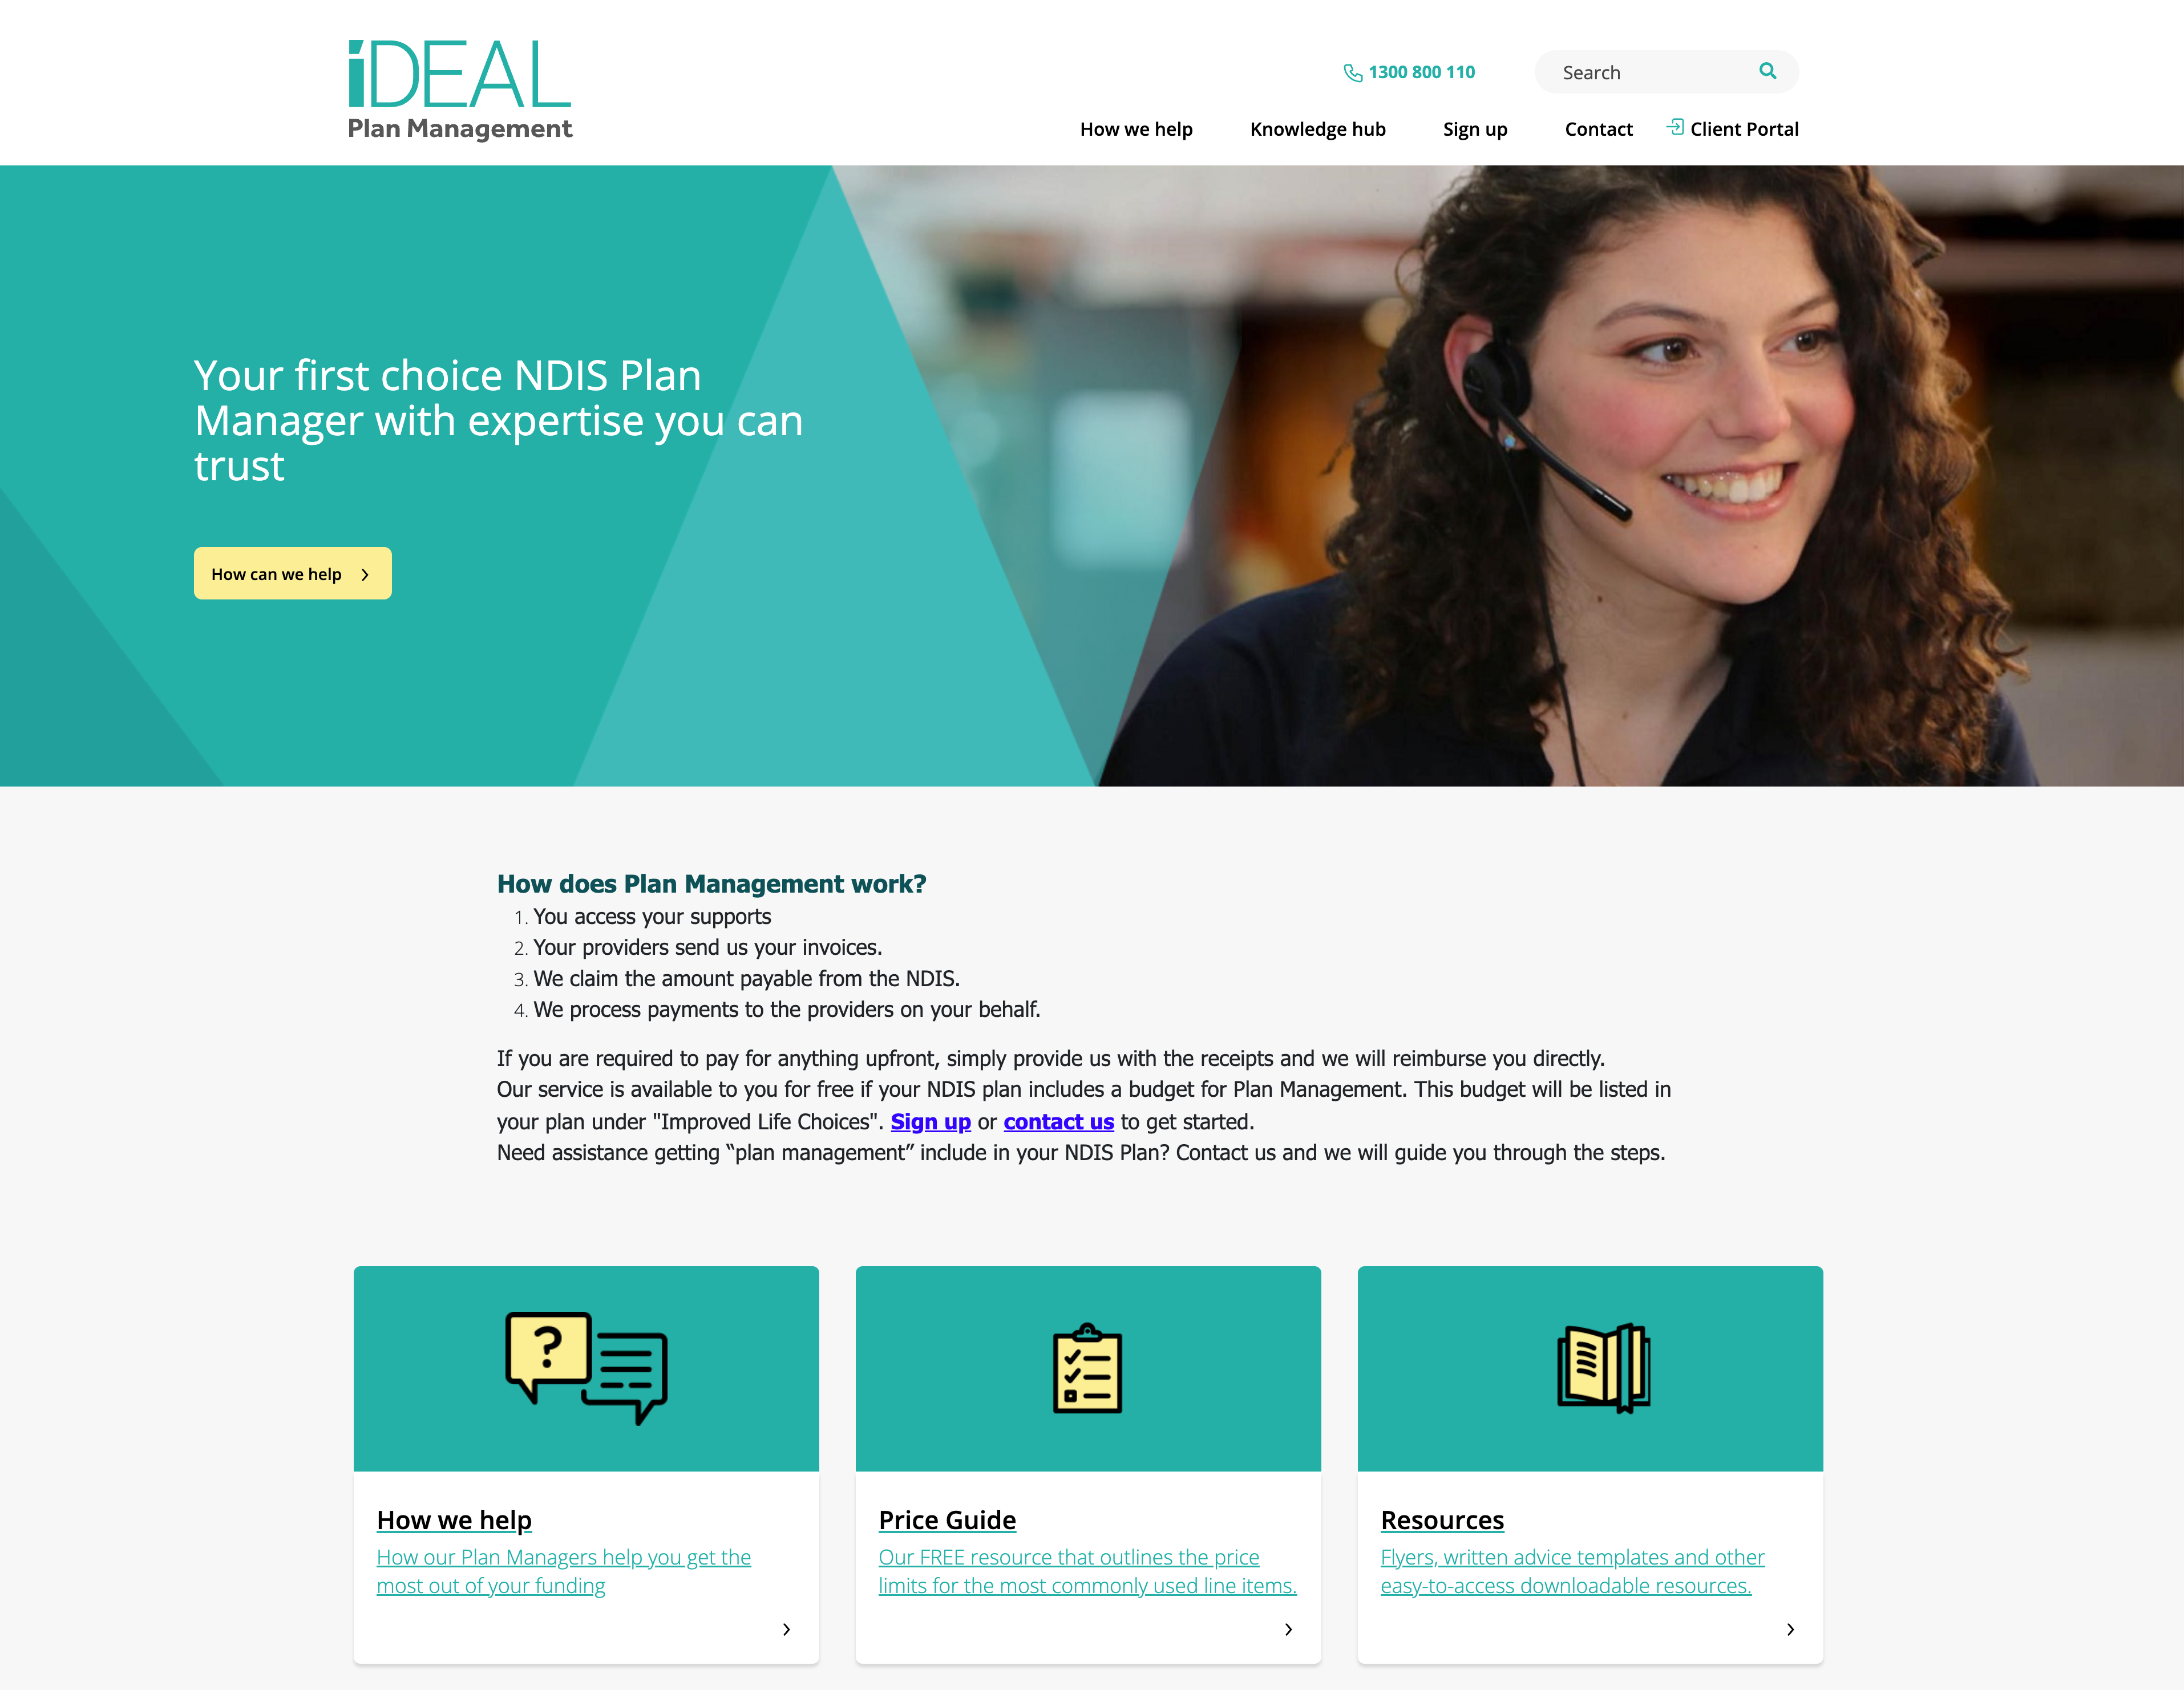 iDEAL
Plan Management
1300 800 110
Search
How we help
Knowledge hub
Sign up
Contact
Client Portal
Your first choice NDIS Plan
Manager with expertise you can
trust
How can we help
How does Plan Management work?
1. You access your supports
2. Your providers send us your invoices.
3. We claim the amount payable from the NDIS.
4. We process payments to the providers on your behalf.
If you are required to pay for anything upfront, simply provide us with the receipts and we will reimburse you directly.
Our service is available to you for free if your NDIS plan includes a budget for Plan Management. This budget will be listed in
your plan under "Improved Life Choices". Sign up or contact us to get started.
Need assistance getting “plan management” include in your NDIS Plan? Contact us and we will guide you through the steps.
?
How we help
How our Plan Managers help you get the
most out of your funding
Price Guide
Our FREE resource that outlines the price
limits for the most commonly used line items.
Resources
Flyers, written advice templates and other
easy-to-access downloadable resources.